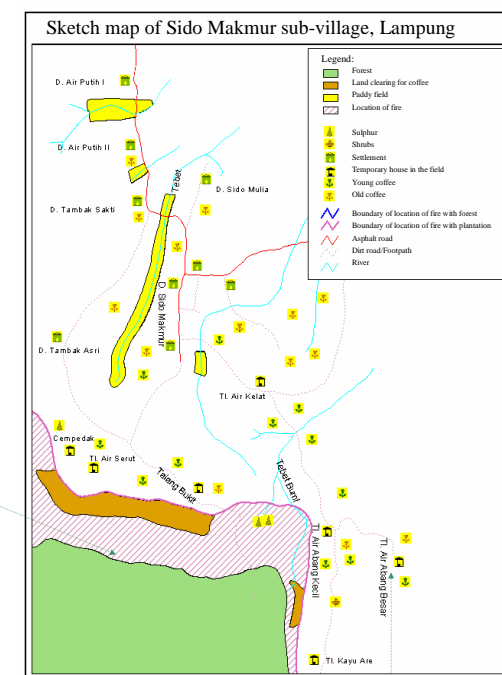 Sketch map of Sido Makmur sub-village, Lampung
Legend:
Forest
Land clearing for coffee
Paddy field
Location of fire
Sulphur
Shrubs
Settlement
Temporary house in the field
Young coffee
Old coffee
Boundary of location of fire with forest
Boundary of location of fire with plantation
Asphalt road
Dirt road/Footpath
River
D. Air Putih I
D. Air Putih II
Tebet
D. Sido Mulia
D. Tambak Sakti
D. Sido Makmur
D. Tambak Asri
Tl. Air Kelat
Cempedak
Tl. Air Serut
Talang Bukit
Tebet Bumi
Tl. Air Abang Kecil
Tl. Air Abang Besar
Tl. Kayu Are